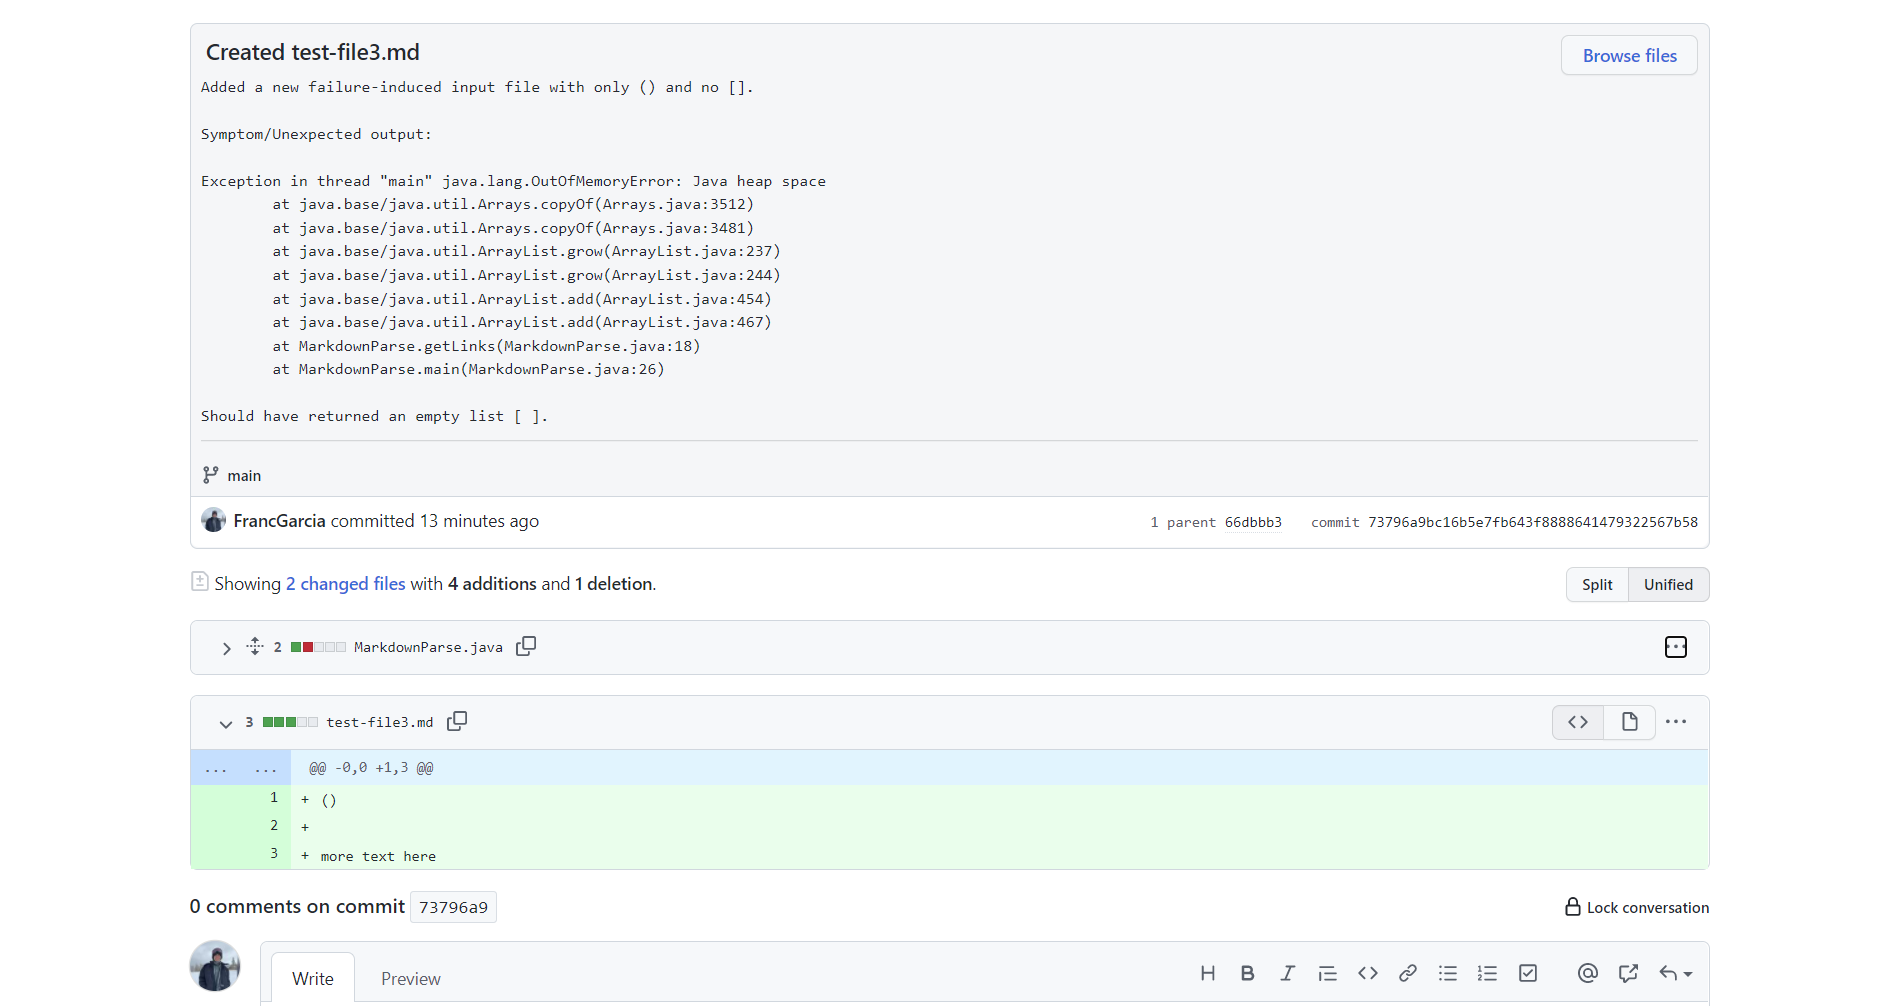 Created test-file3.md
Browse files
Added a new failure-induced input file with only () and no [].
Symptom/Unexpected output:
Exception in thread "main" java.lang.OutOfMemoryError: Java heap space
at java.base/java.util.Arrays.copyOf(Arrays.java:3512)
at java.base/java.util.Arrays.copyOf(Arrays.java:3481)
at java.base/java.util.ArrayList.grow(ArrayList.java:237)
at java.base/java.util.ArrayList.grow(ArrayList.java:244)
at java.base/java.util.ArrayList.add(ArrayList.java:454)
at java.base/java.util.ArrayList.add(ArrayList.java:467)
at MarkdownParse.getLinks(MarkdownParse.java:18)
at MarkdownParse.main(MarkdownParse.java:26)
Should have returned an empty list [ ].
main
FrancGarcia committed 13 minutes ago
1 parent 66dbbb3 commit 73796a9bc16b5e7fb643f8888641479322567b58
Showing 2 changed files with 4 additions and 1 deletion.
Split Unified
2 MarkdownParse.java
3 test-file3.md
... ... @@ -0,0 +1,3 @@
1 + ()
2 +
3 + more text here
0 comments on commit 73796a9
Lock conversation
Write Preview